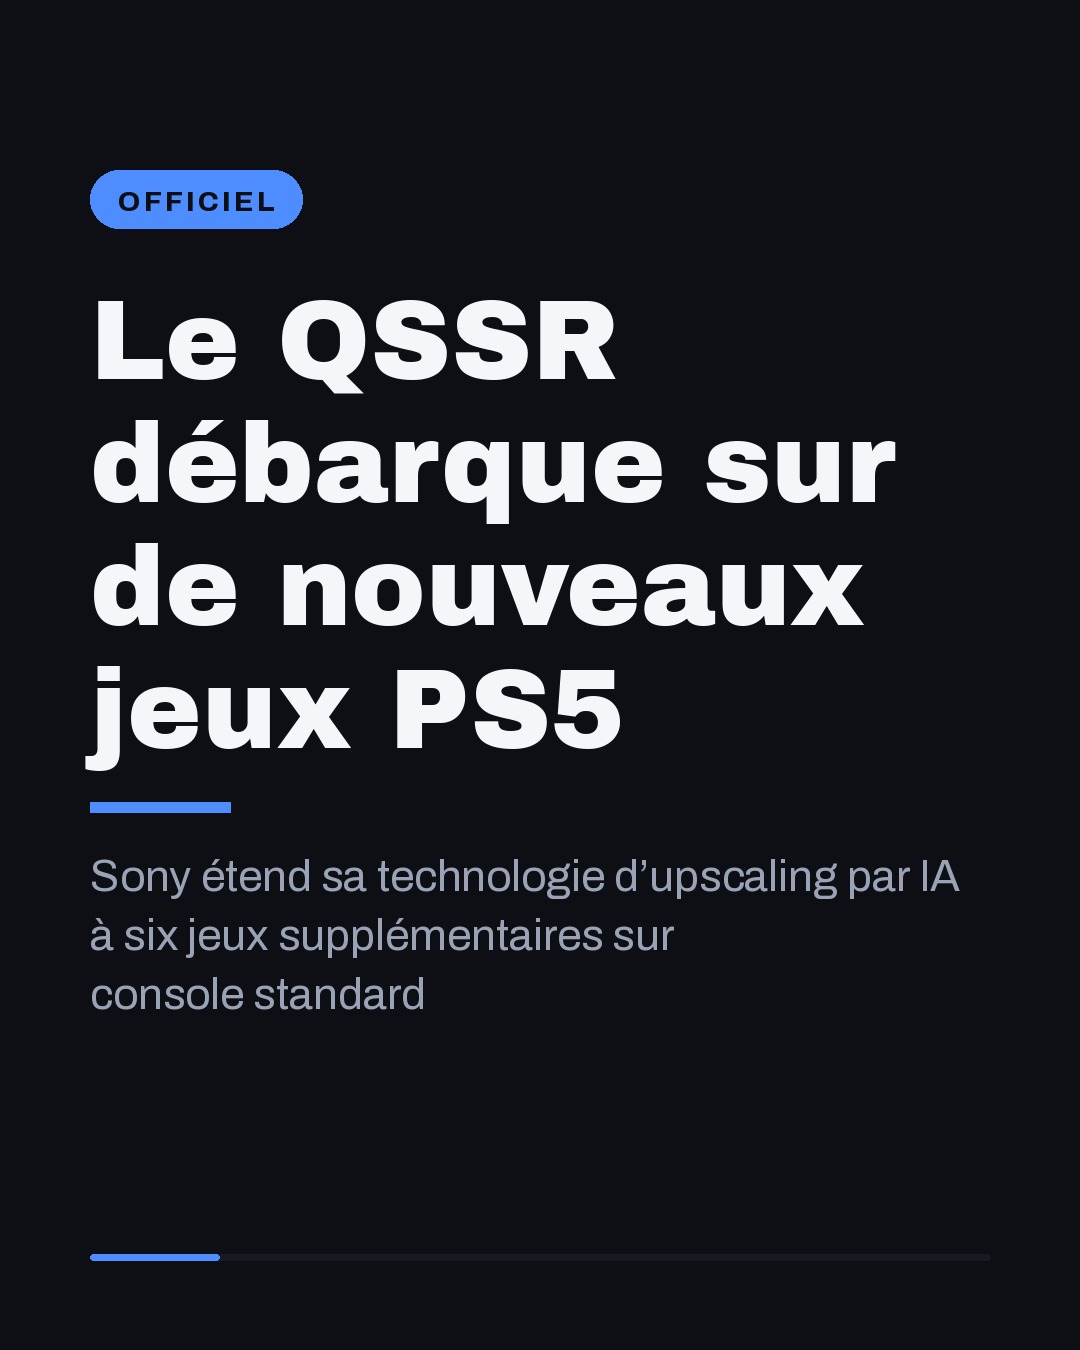 OFFICIEL
Le QSSR
débarque sur
de nouveaux
jeux PS5
Sony étend sa technologie d’upscaling par IA
à six jeux supplémentaires sur
console standard